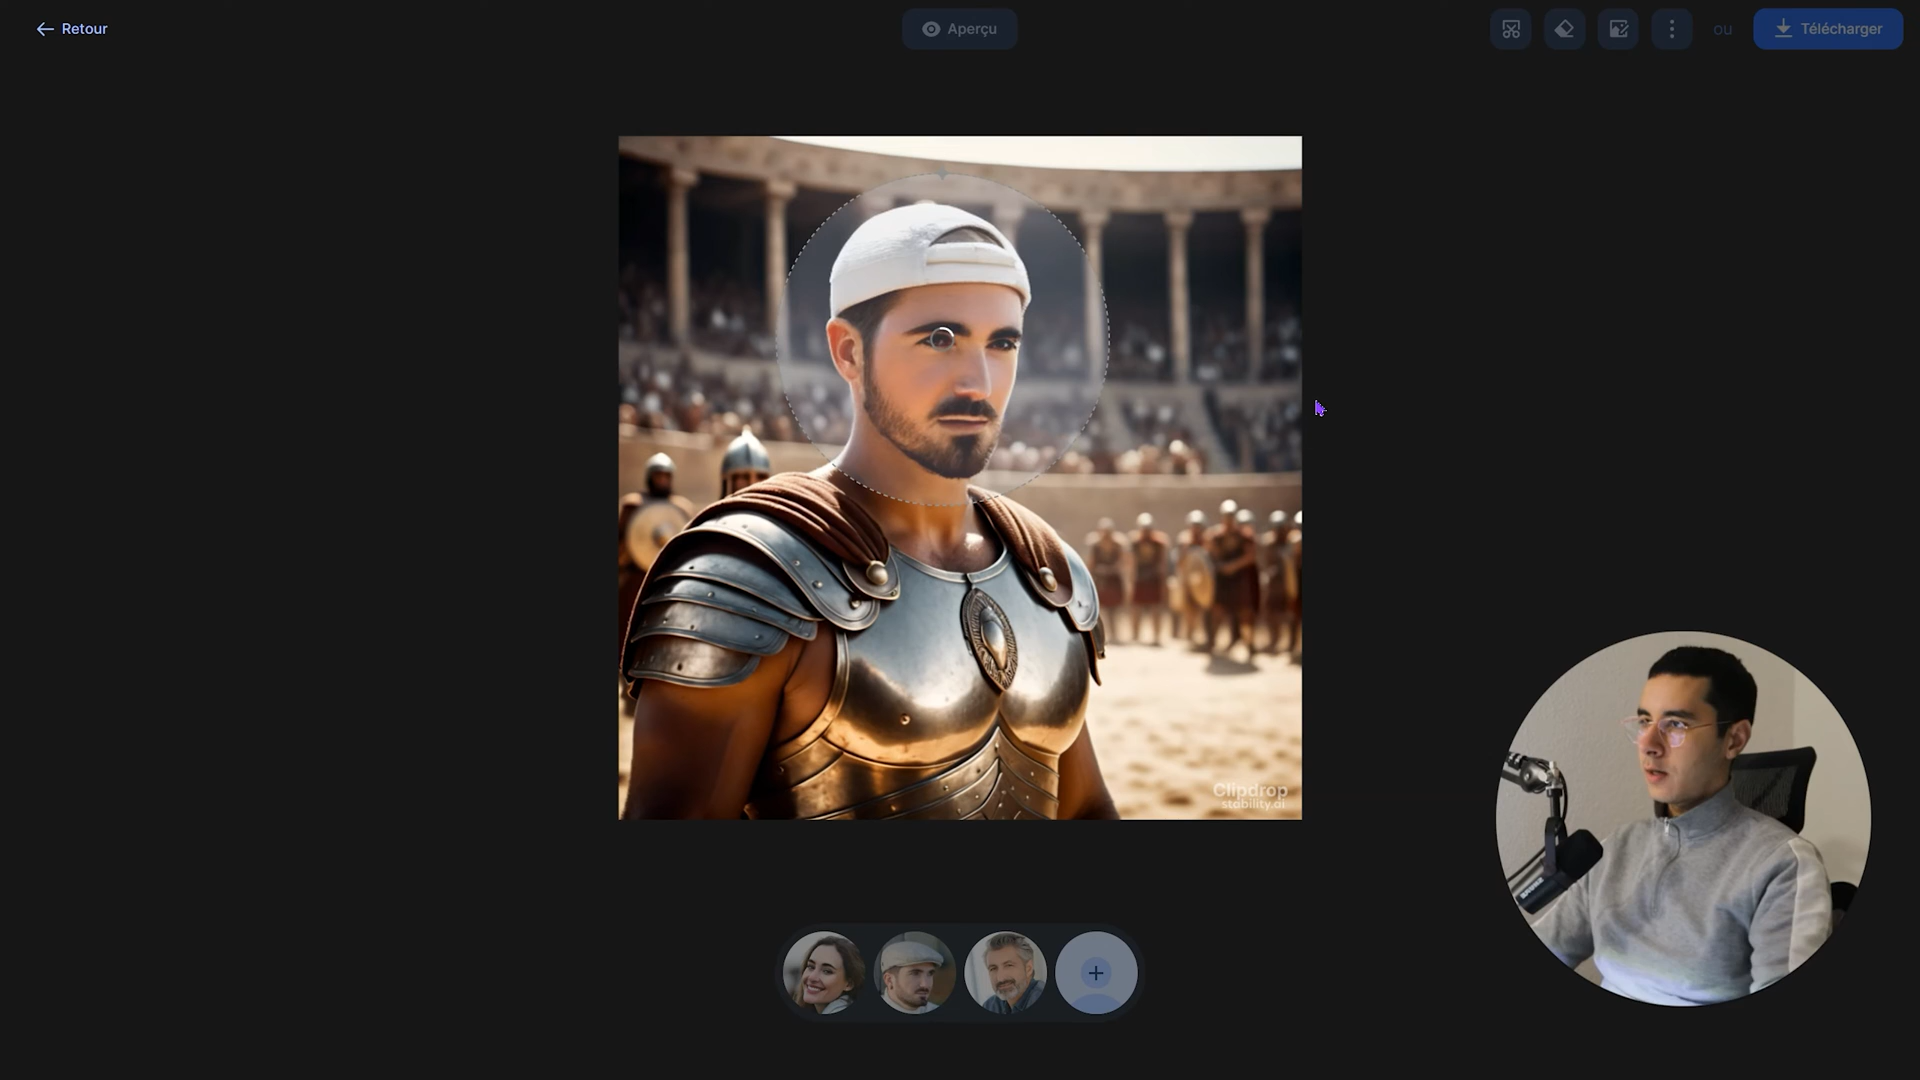 Retour
Aperçu
ou
Télécharger
Clipdrop
stability.ai